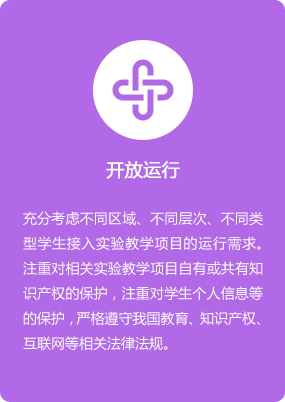 开放运行
充分考虑不同区域、不同层次、不同类
型学生接入实验教学项目的运行需求。
注重对相关实验教学项目自有或共有知
识产权的保护，注重对学生个人信息等
的保护，严格遵守我国教育、知识产权、
互联网等相关法律法规。